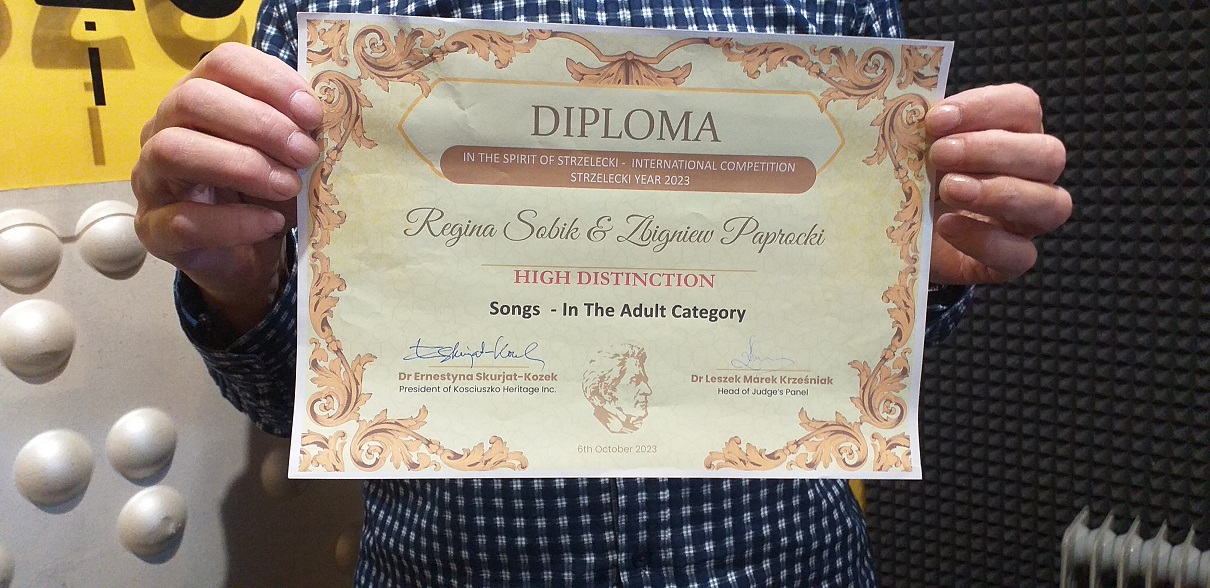 DIPLOMA
IN THE SPIRIT OF STRZELECKI - INTERNATIONAL COMPETITION
STRZELECKI YEAR 2023
Regina Sobik & Zbigniew Paprocki
HIGH DISTINCTION
Songs - In The Adult Category
Dr Ernestyna Skurjat-Kozek
President of Kosciuszko Heritage Inc.
Dr Leszek Marek Krześniak
Head of Judge's Panel
6th October 2023